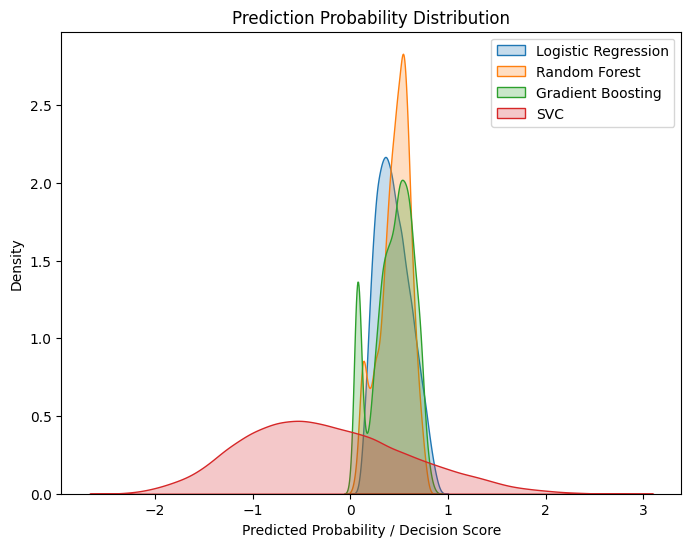 Prediction Probability Distribution
Logistic Regression
Random Forest
Gradient Boosting
SVC
Density
2.5
2.0
1.5
1.0
0.5
0.0
−2
−1
0
1
2
3
Predicted Probability / Decision Score